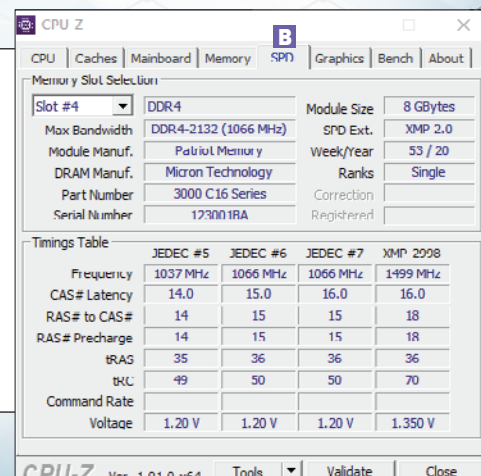 CPU Z
B
CPU Caches Mainboard Memory SPD Graphics Bench About
Memory Slot Selection
Slot #4 DDR4 Module Size 8 GBytes
Max Bandwidth DDR4-2132 (1066 MHz) SPD Ext. XMP 2.0
Module Manuf. Patriot Memory Week/Year 53 / 20
DRAM Manuf. Micron Technology Ranks Single
Part Number 3000 C16 Series Correction
Serial Number 123001BA Registered
Timings Table
JEDEC #5 JEDEC #6 JEDEC #7 XMP 2998
Frequency 1037 MHz 1066 MHz 1066 MHz 1499 MHz
CAS# Latency 14.0 15.0 16.0 16.0
RAS# to CAS# 14 15 15 18
RAS# Precharge 14 15 15 18
tRAS 35 36 36 36
tRC 49 50 50 70
Command Rate
Voltage 1.20 V 1.20 V 1.20 V 1.350 V
CPU-Z Ver. 1.91.0.x64 Tools Validate Close